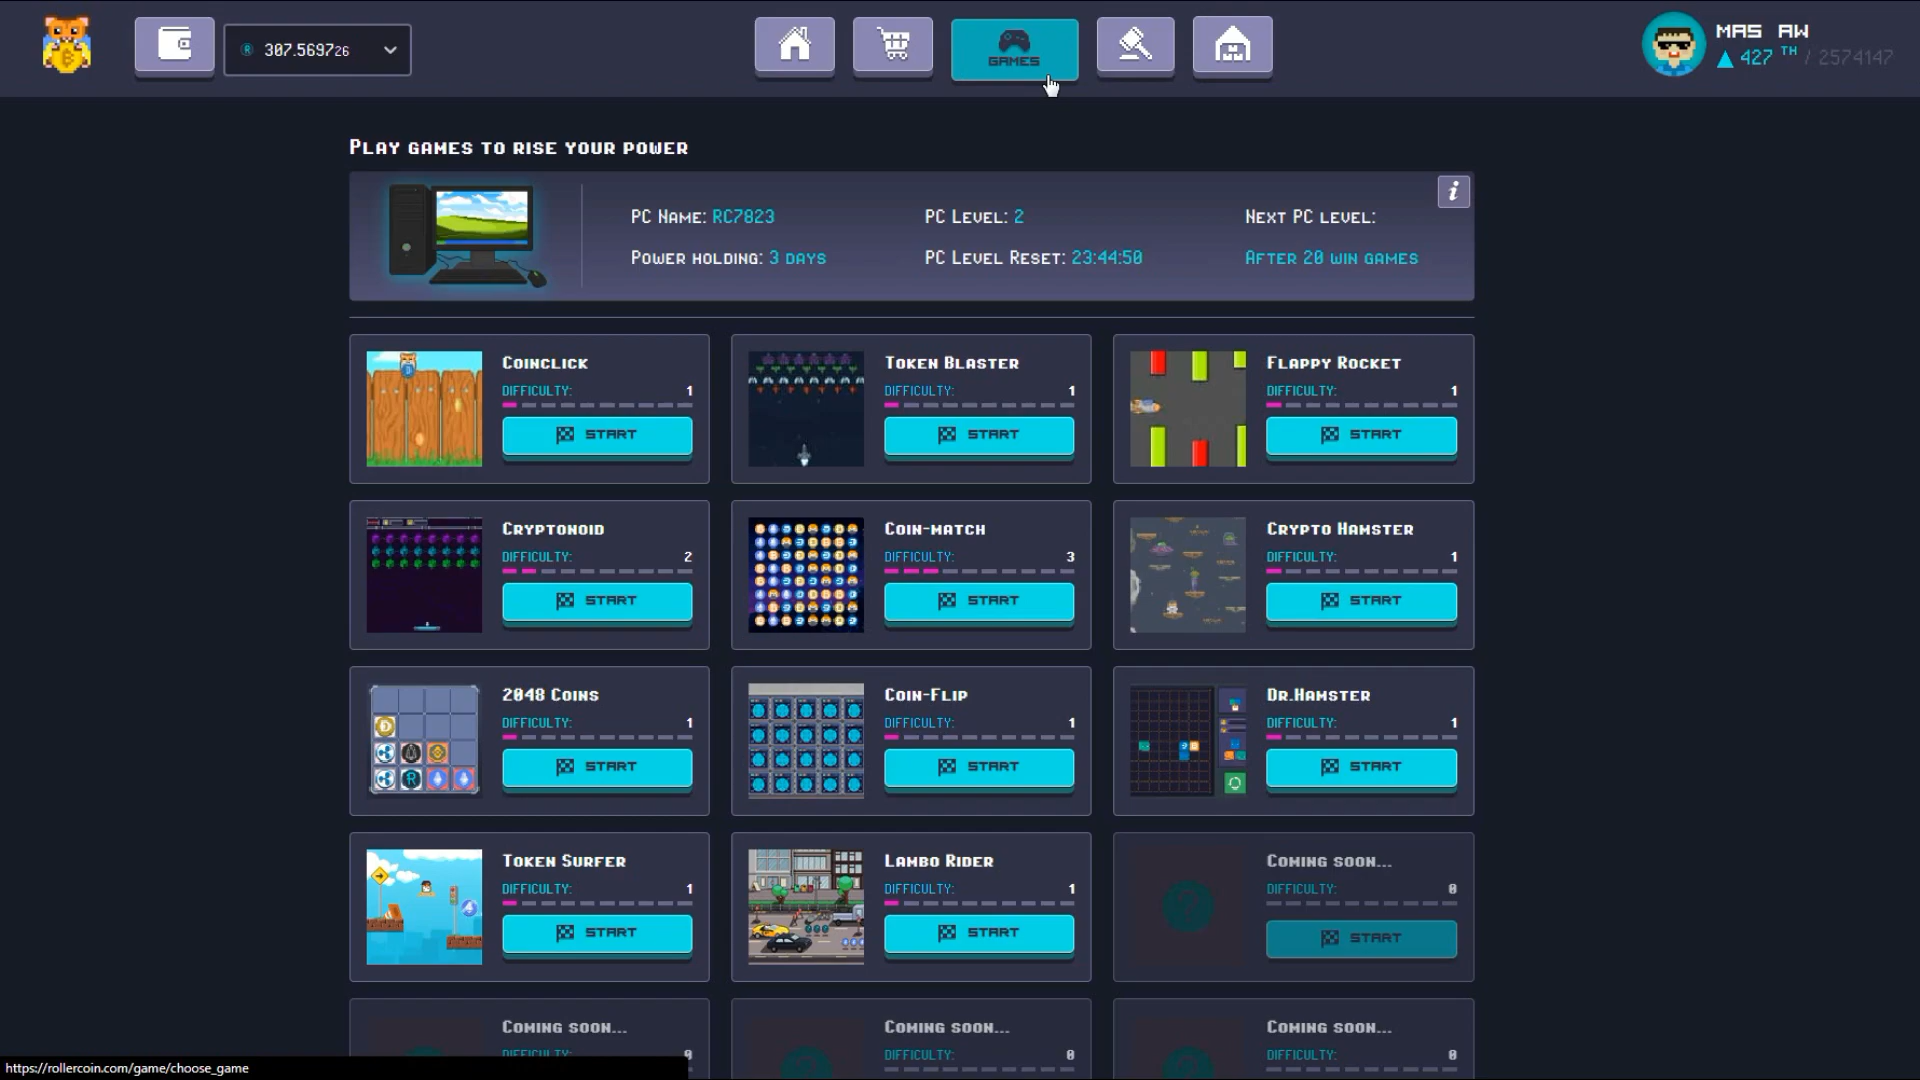 307.569726
GAMES
MAS AW
427 TH / 2574147
PLAY GAMES TO RISE YOUR POWER
PC NAME: RC7823
PC LEVEL: 2
NEXT PC LEVEL:
POWER HOLDING: 3 DAYS
PC LEVEL RESET: 23:44:50
AFTER 20 WIN GAMES
COINCLICK
DIFFICULTY: 1
START
TOKEN BLASTER
DIFFICULTY: 1
START
FLAPPY ROCKET
DIFFICULTY: 1
START
CRYPTONOID
DIFFICULTY: 2
START
COIN-MATCH
DIFFICULTY: 3
START
CRYPTO HAMSTER
DIFFICULTY: 1
START
2048 COINS
DIFFICULTY: 1
START
COIN-FLIP
DIFFICULTY: 1
START
DR.HAMSTER
DIFFICULTY: 1
START
TOKEN SURFER
DIFFICULTY: 1
START
LAMBO RIDER
DIFFICULTY: 1
START
COMING SOON...
DIFFICULTY: 0
START
COMING SOON...
DIFFICULTY: 0
COMING SOON...
DIFFICULTY: 0
COMING SOON...
DIFFICULTY: 0
https://rollercoin.com/game/choose_game